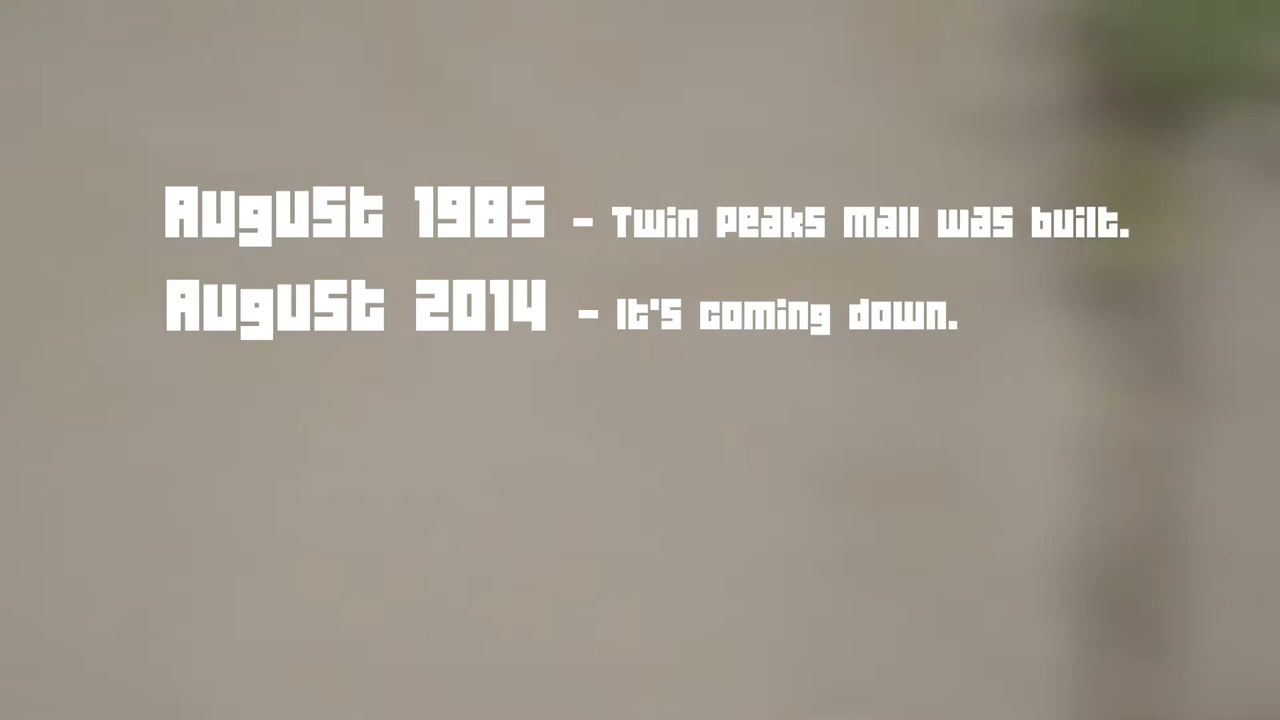 August 1985 - Twin Peaks Mall was built.
August 2014 - It's coming down.